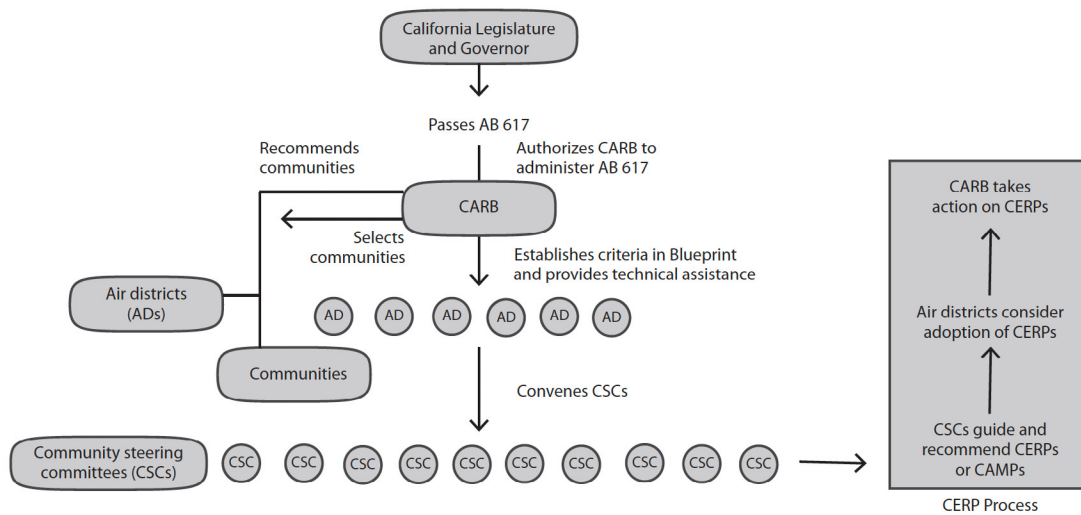 California Legislature
and Governor
Passes AB 617
Recommends
communities
Authorizes CARB to
administer AB 617
CARB
Selects
communities
Establishes criteria in Blueprint
and provides technical assistance
Air districts
(ADs)
AD
AD
AD
AD
AD
AD
Communities
Convenes CSCs
Community steering
committees (CSCs)
CSC
CSC
CSC
CSC
CSC
CSC
CSC
CSC
CSC
CSC
CARB takes
action on CERPs
Air districts consider
adoption of CERPs
CSCs guide and
recommend CERPs
or CAMPs
CERP Process